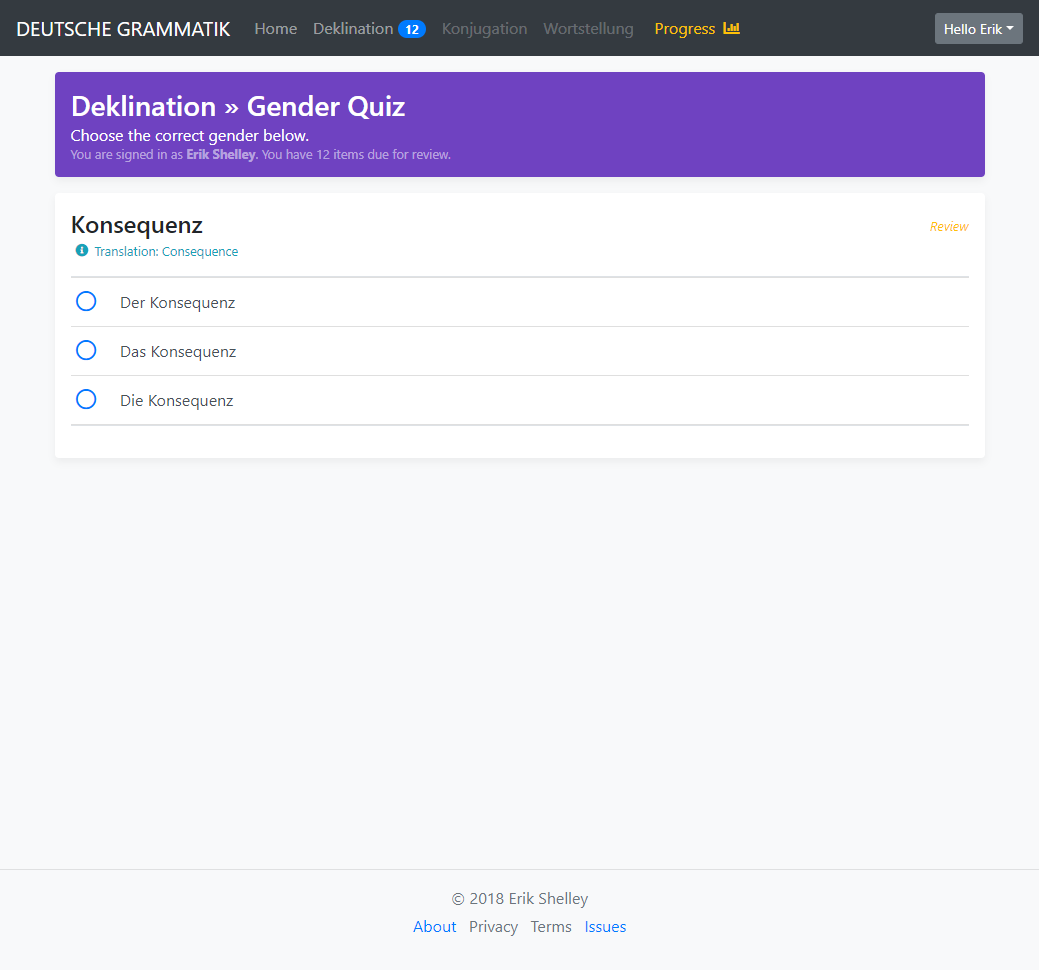 DEUTSCHE GRAMMATIK Home Deklination 12 Konjugation Wortstellung Progress Hello Erik
Deklination » Gender Quiz
Choose the correct gender below.
You are signed in as Erik Shelley. You have 12 items due for review.
Konsequenz Review
Translation: Consequence
Der Konsequenz
Das Konsequenz
Die Konsequenz
© 2018 Erik Shelley
About Privacy Terms Issues